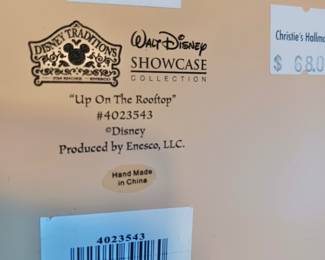 DISNEY TRADITIONS
WALT DISNEY
SHOWCASE
COLLECTION
"Up On The Rooftop"
#4023543
©Disney
Produced by Enesco, LLC.
Hand Made
in China
4023543
Christie's Hallma
$ 68.0